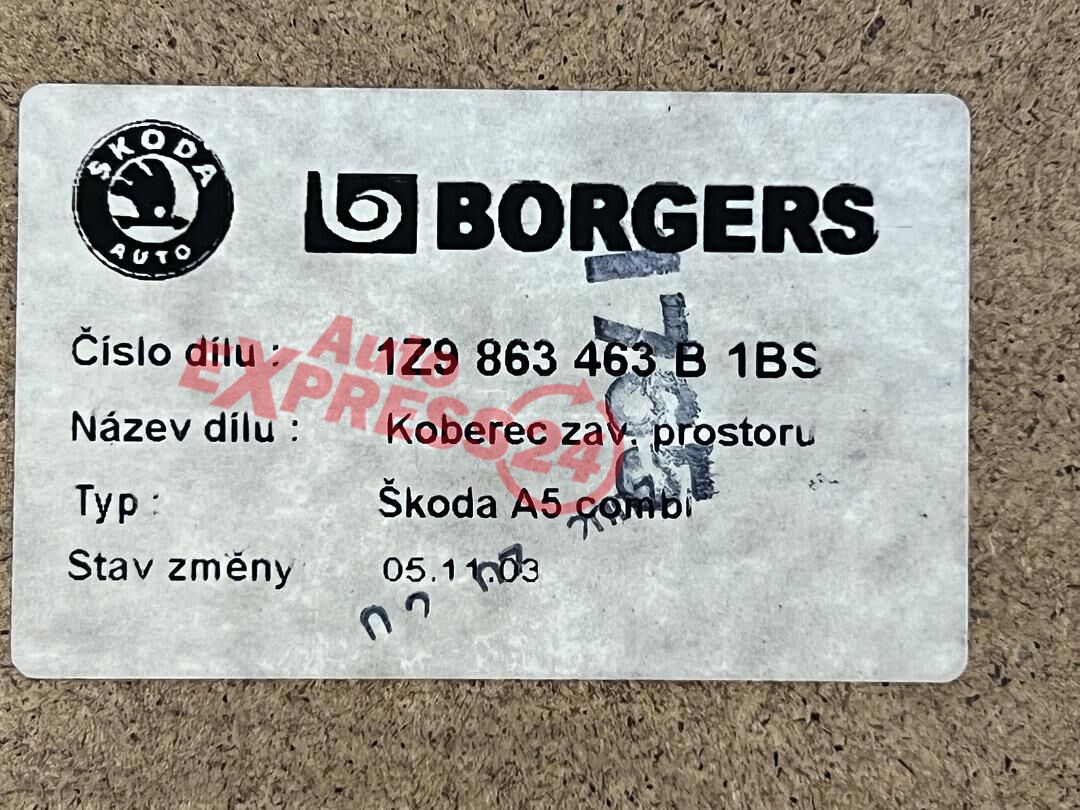 ŠKODA
AUTO
BORGERS
Číslo dílu : 1Z9 863 463 B 1BS
Název dílu : Koberec zav. prostoru
Typ : Škoda A5 combi
Stav změny 05.11.03
Auto
EXPRESS24